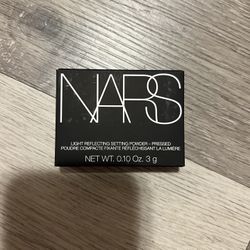 NARS
LIGHT REFLECTING SETTING POWDER – PRESSED
POUDRE COMPACTE FIXANTE RÉFLÉCHISSANT LA LUMIÈRE
NET WT. 0.10 Oz. 3 g